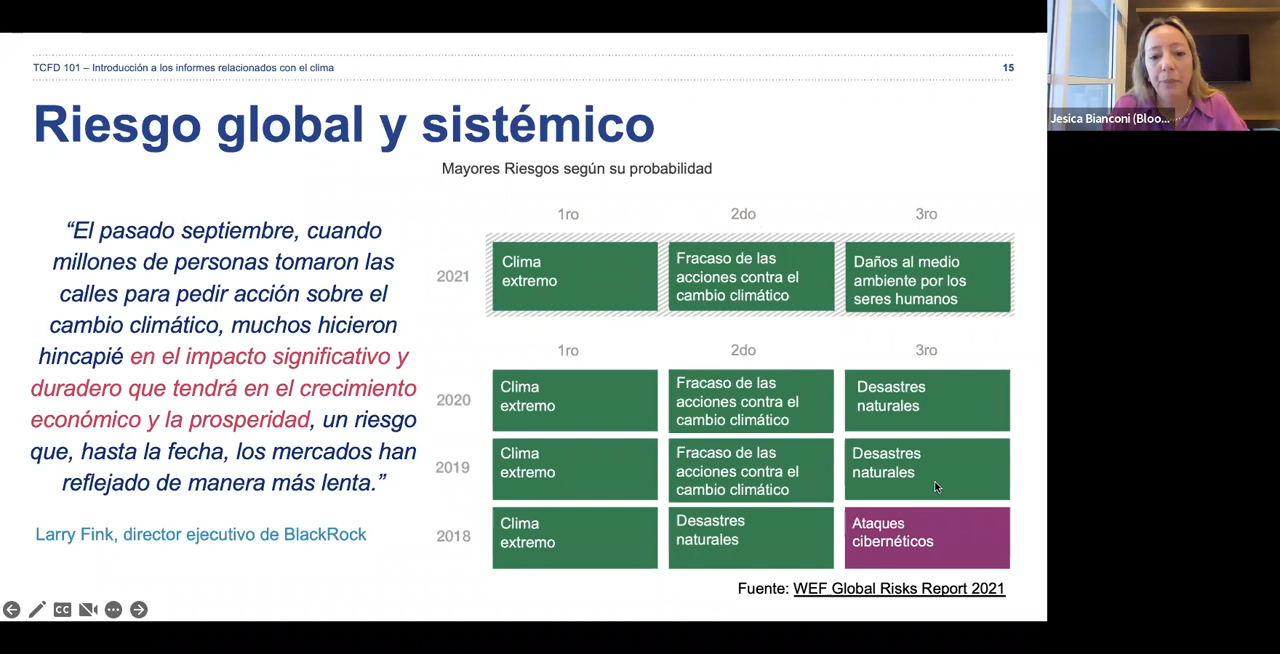 TCFD 101 – Introducción a los informes relacionados con el clima
15
Riesgo global y sistémico
Mayores Riesgos según su probabilidad
“El pasado septiembre, cuando
millones de personas tomaron las
calles para pedir acción sobre el
cambio climático, muchos hicieron
hincapié en el impacto significativo y
duradero que tendrá en el crecimiento
económico y la prosperidad, un riesgo
que, hasta la fecha, los mercados han
reflejado de manera más lenta.”
Larry Fink, director ejecutivo de BlackRock
1ro 2do 3ro
2021
Clima
extremo
Fracaso de las
acciones contra el
cambio climático
Daños al medio
ambiente por los
seres humanos
1ro 2do 3ro
2020
Clima
extremo
Fracaso de las
acciones contra el
cambio climático
Desastres
naturales
2019
Clima
extremo
Fracaso de las
acciones contra el
cambio climático
Desastres
naturales
2018
Clima
extremo
Desastres
naturales
Ataques
cibernéticos
Fuente: WEF Global Risks Report 2021
CC
Jesica Bianconi (Bloo...